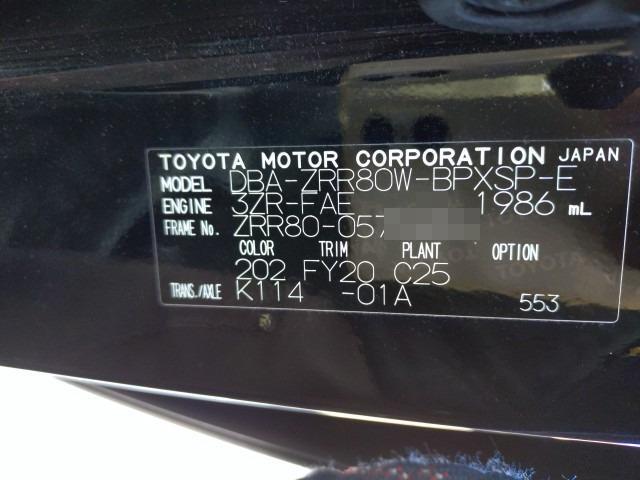 TOYOTA MOTOR CORPORATION JAPAN
MODEL DBA-ZRR80W-BPXSP-E
ENGINE 3ZR-FAE 1986 mL
FRAME No. ZRR80-057
COLOR TRIM PLANT OPTION
202 FY20 C25
TRANS./AXLE K114 -01A 553